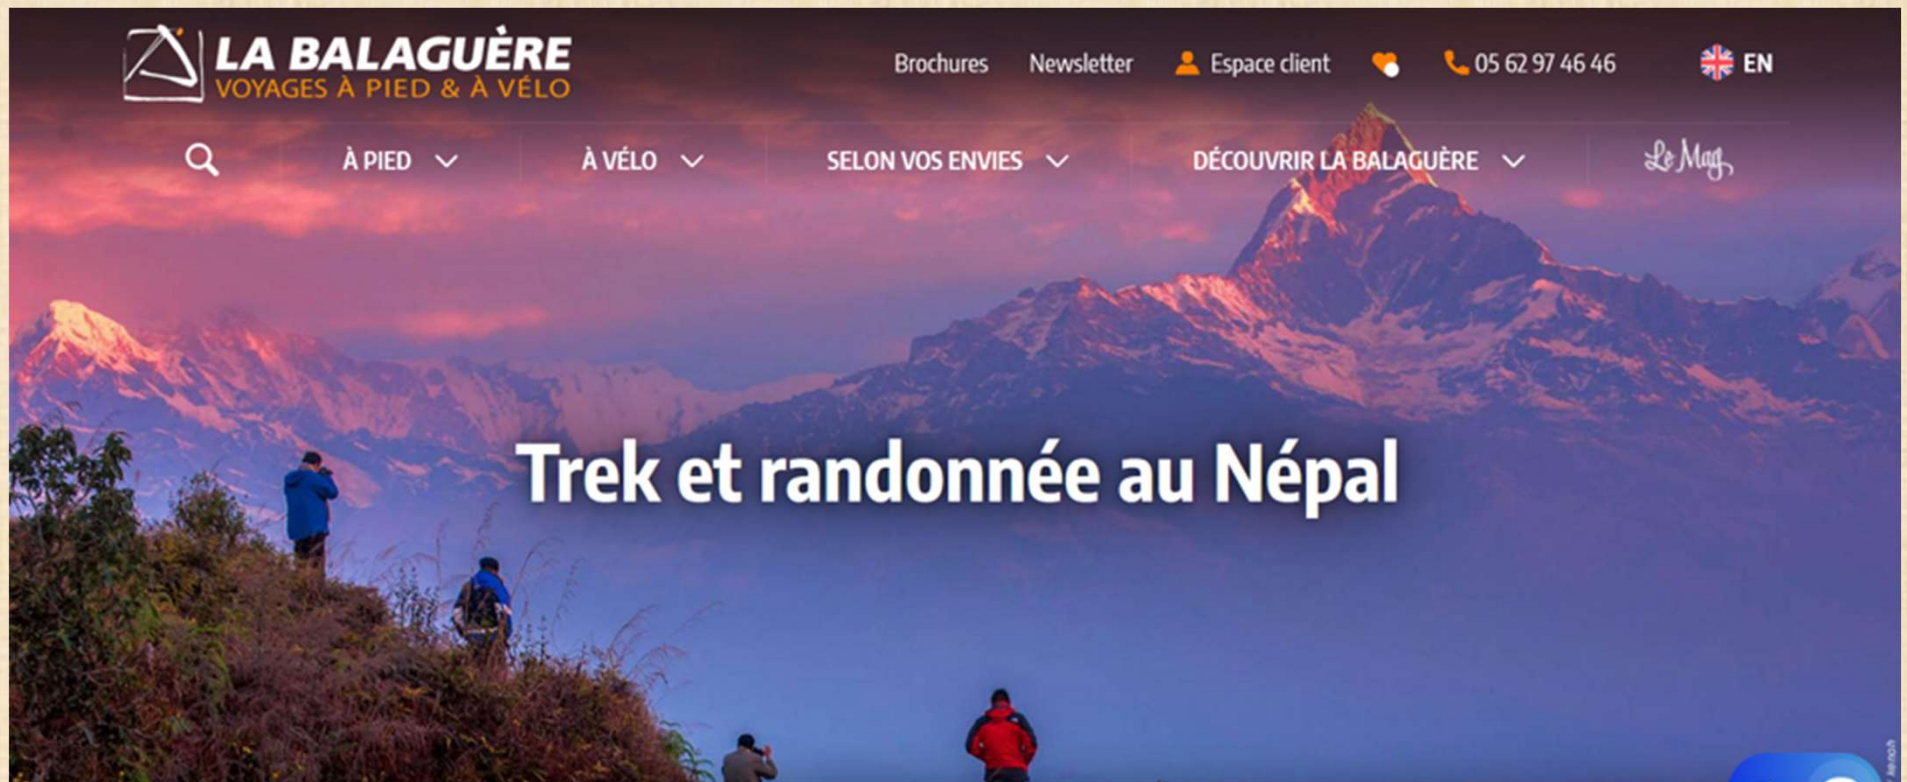 LA BALAGUÈRE
VOYAGES À PIED & À VÉLO
Brochures Newsletter Espace client 05 62 97 46 46 EN
À PIED À VÉLO SELON VOS ENVIES DÉCOUVRIR LA BALAGUÈRE Le Mag
Trek et randonnée au Népal